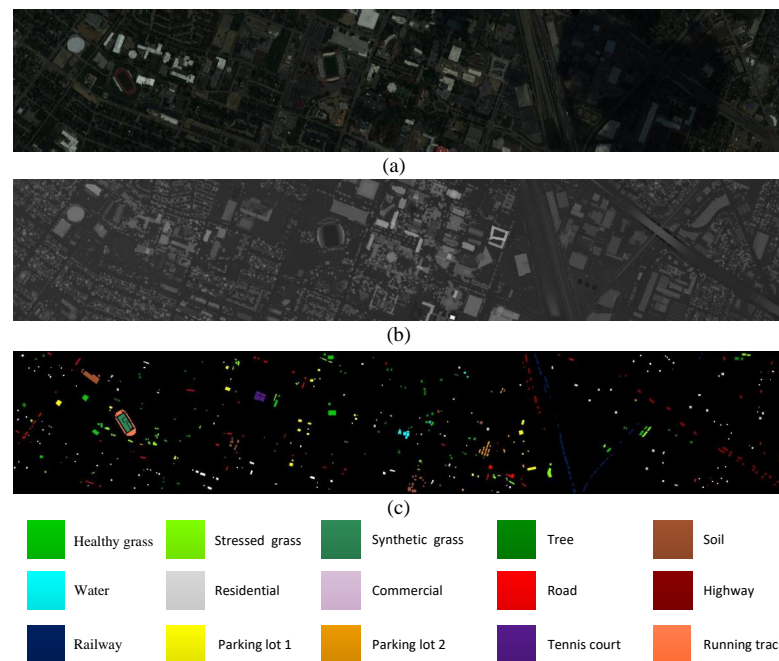 (a)
(b)
(c)
Healthy grass Stressed grass Synthetic grass Tree Soil
Water Residential Commercial Road Highway
Railway Parking lot 1 Parking lot 2 Tennis court Running trac